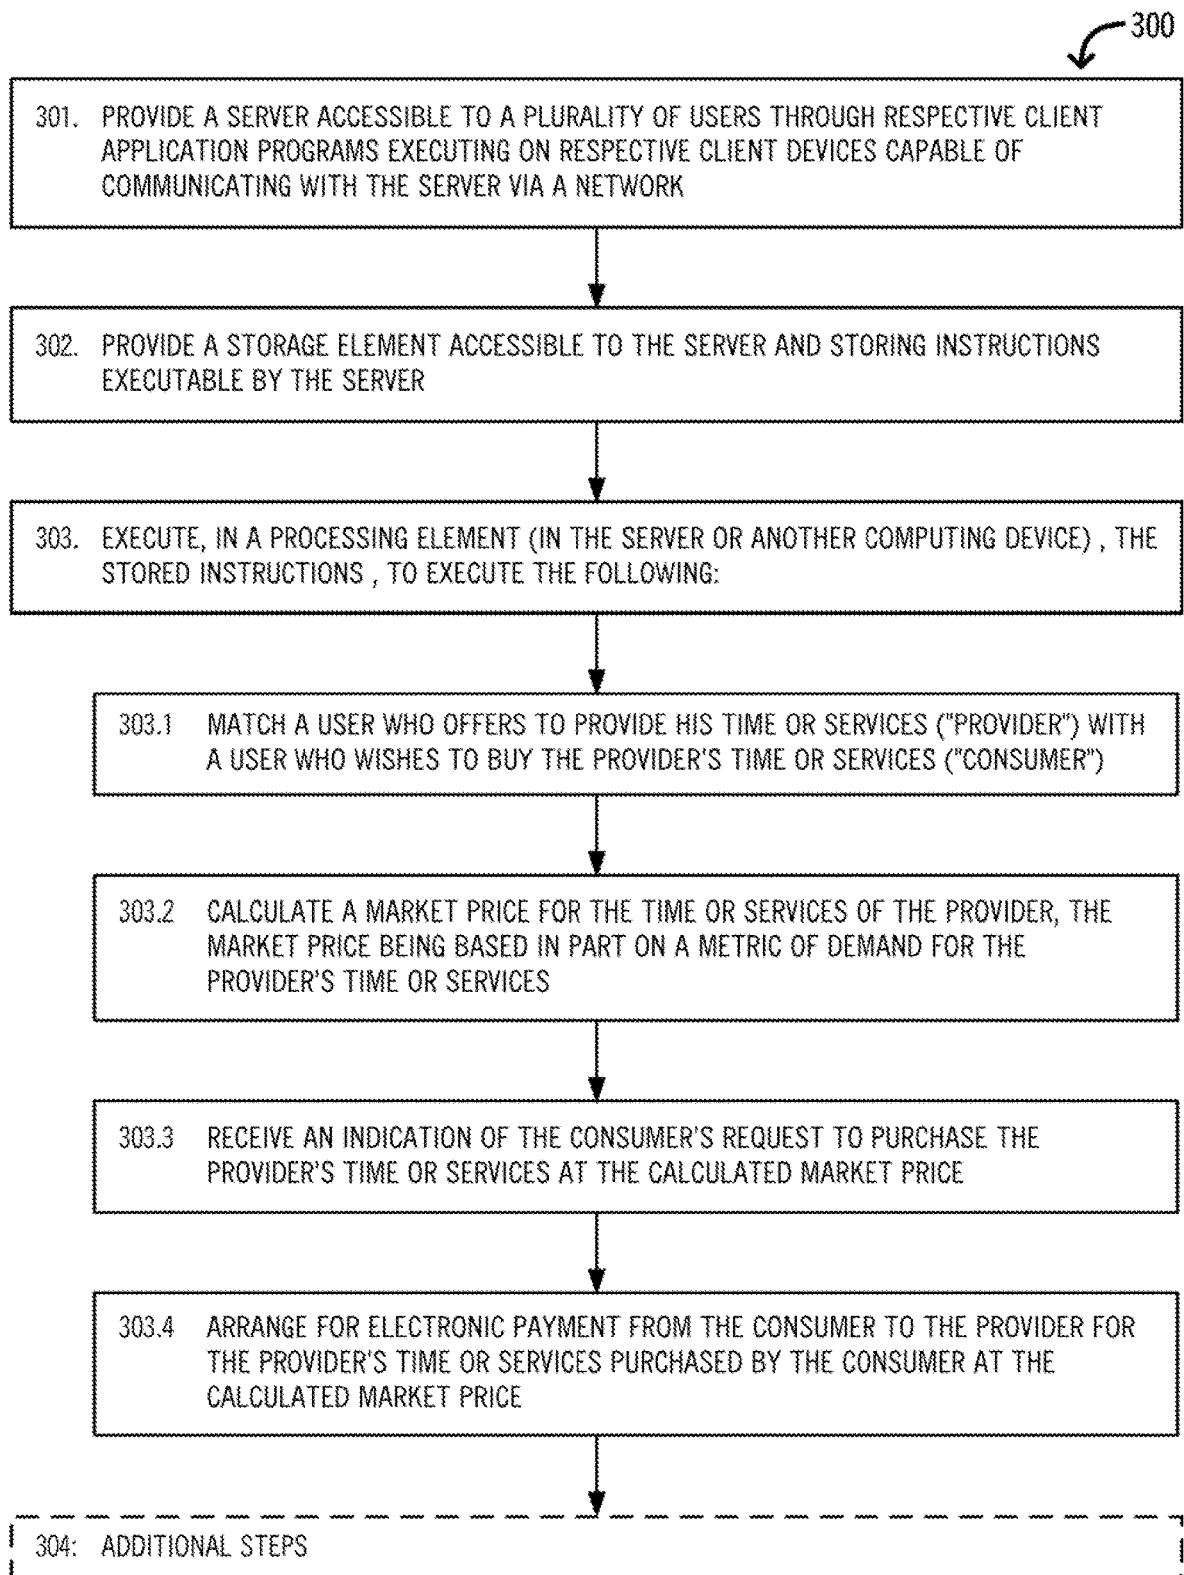 300
301. PROVIDE A SERVER ACCESSIBLE TO A PLURALITY OF USERS THROUGH RESPECTIVE CLIENT
APPLICATION PROGRAMS EXECUTING ON RESPECTIVE CLIENT DEVICES CAPABLE OF
COMMUNICATING WITH THE SERVER VIA A NETWORK
302. PROVIDE A STORAGE ELEMENT ACCESSIBLE TO THE SERVER AND STORING INSTRUCTIONS
EXECUTABLE BY THE SERVER
303. EXECUTE, IN A PROCESSING ELEMENT (IN THE SERVER OR ANOTHER COMPUTING DEVICE) , THE
STORED INSTRUCTIONS , TO EXECUTE THE FOLLOWING:
303.1 MATCH A USER WHO OFFERS TO PROVIDE HIS TIME OR SERVICES ("PROVIDER") WITH
A USER WHO WISHES TO BUY THE PROVIDER'S TIME OR SERVICES ("CONSUMER")
303.2 CALCULATE A MARKET PRICE FOR THE TIME OR SERVICES OF THE PROVIDER, THE
MARKET PRICE BEING BASED IN PART ON A METRIC OF DEMAND FOR THE
PROVIDER'S TIME OR SERVICES
303.3 RECEIVE AN INDICATION OF THE CONSUMER'S REQUEST TO PURCHASE THE
PROVIDER'S TIME OR SERVICES AT THE CALCULATED MARKET PRICE
303.4 ARRANGE FOR ELECTRONIC PAYMENT FROM THE CONSUMER TO THE PROVIDER FOR
THE PROVIDER'S TIME OR SERVICES PURCHASED BY THE CONSUMER AT THE
CALCULATED MARKET PRICE
304: ADDITIONAL STEPS